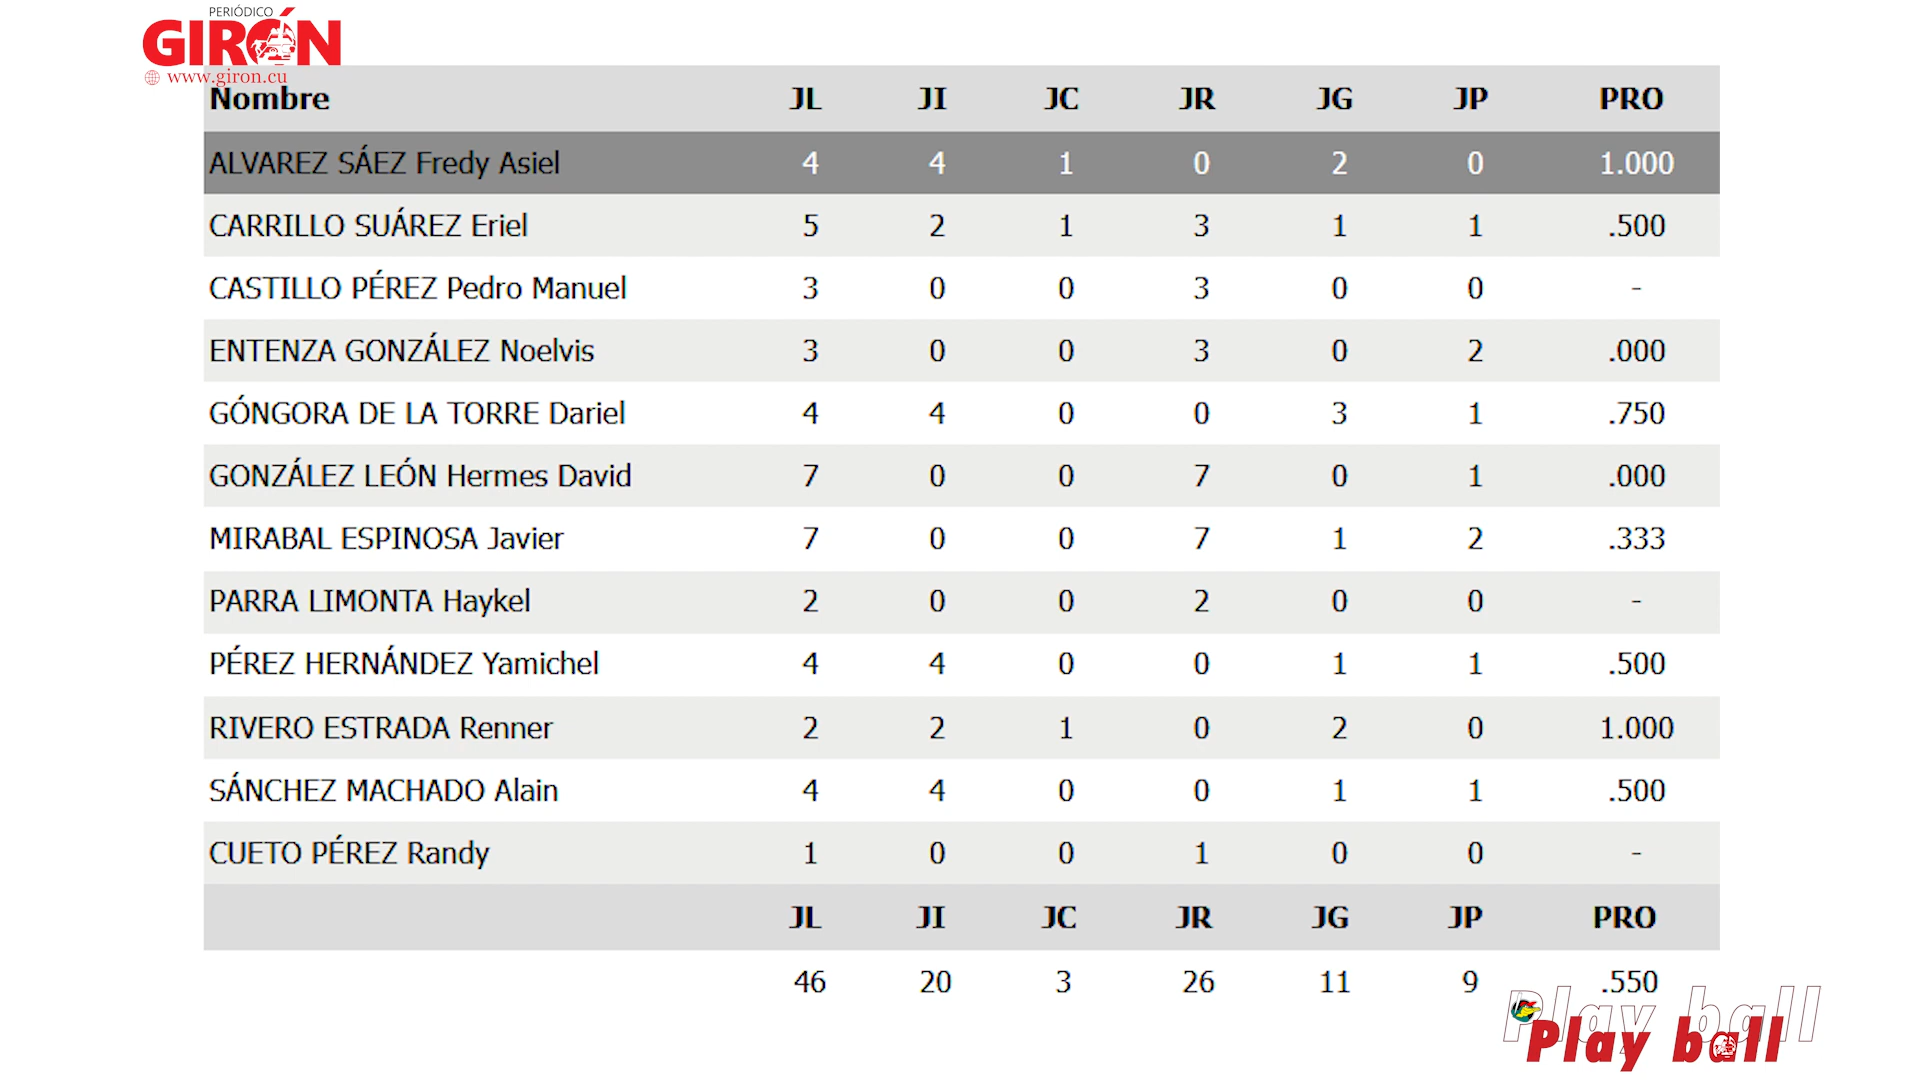 PERIÓDICO
GIRÓN
www.giron.cu
Nombre JL JI JC JR JG JP PRO
ALVAREZ SÁEZ Fredy Asiel 4 4 1 0 2 0 1.000
CARRILLO SUÁREZ Eriel 5 2 1 3 1 1 .500
CASTILLO PÉREZ Pedro Manuel 3 0 0 3 0 0 -
ENTENZA GONZÁLEZ Noelvis 3 0 0 3 0 2 .000
GÓNGORA DE LA TORRE Dariel 4 4 0 0 3 1 .750
GONZÁLEZ LEÓN Hermes David 7 0 0 7 0 1 .000
MIRABAL ESPINOSA Javier 7 0 0 7 1 2 .333
PARRA LIMONTA Haykel 2 0 0 2 0 0 -
PÉREZ HERNÁNDEZ Yamichel 4 4 0 0 1 1 .500
RIVERO ESTRADA Renner 2 2 1 0 2 0 1.000
SÁNCHEZ MACHADO Alain 4 4 0 0 1 1 .500
CUETO PÉREZ Randy 1 0 0 1 0 0 -
JL JI JC JR JG JP PRO
46 20 3 26 11 9 .550
Play ball
Play ball